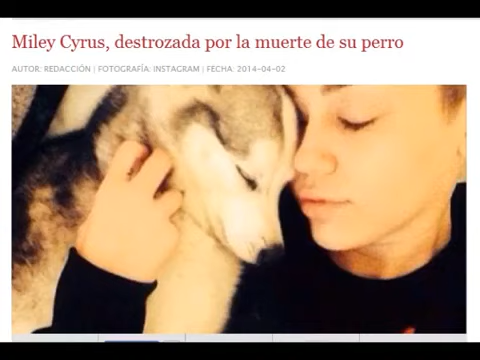 Miley Cyrus, destrozada por la muerte de su perro
AUTOR: REDACCIÓN | FOTOGRAFÍA: INSTAGRAM | FECHA: 2014-04-02